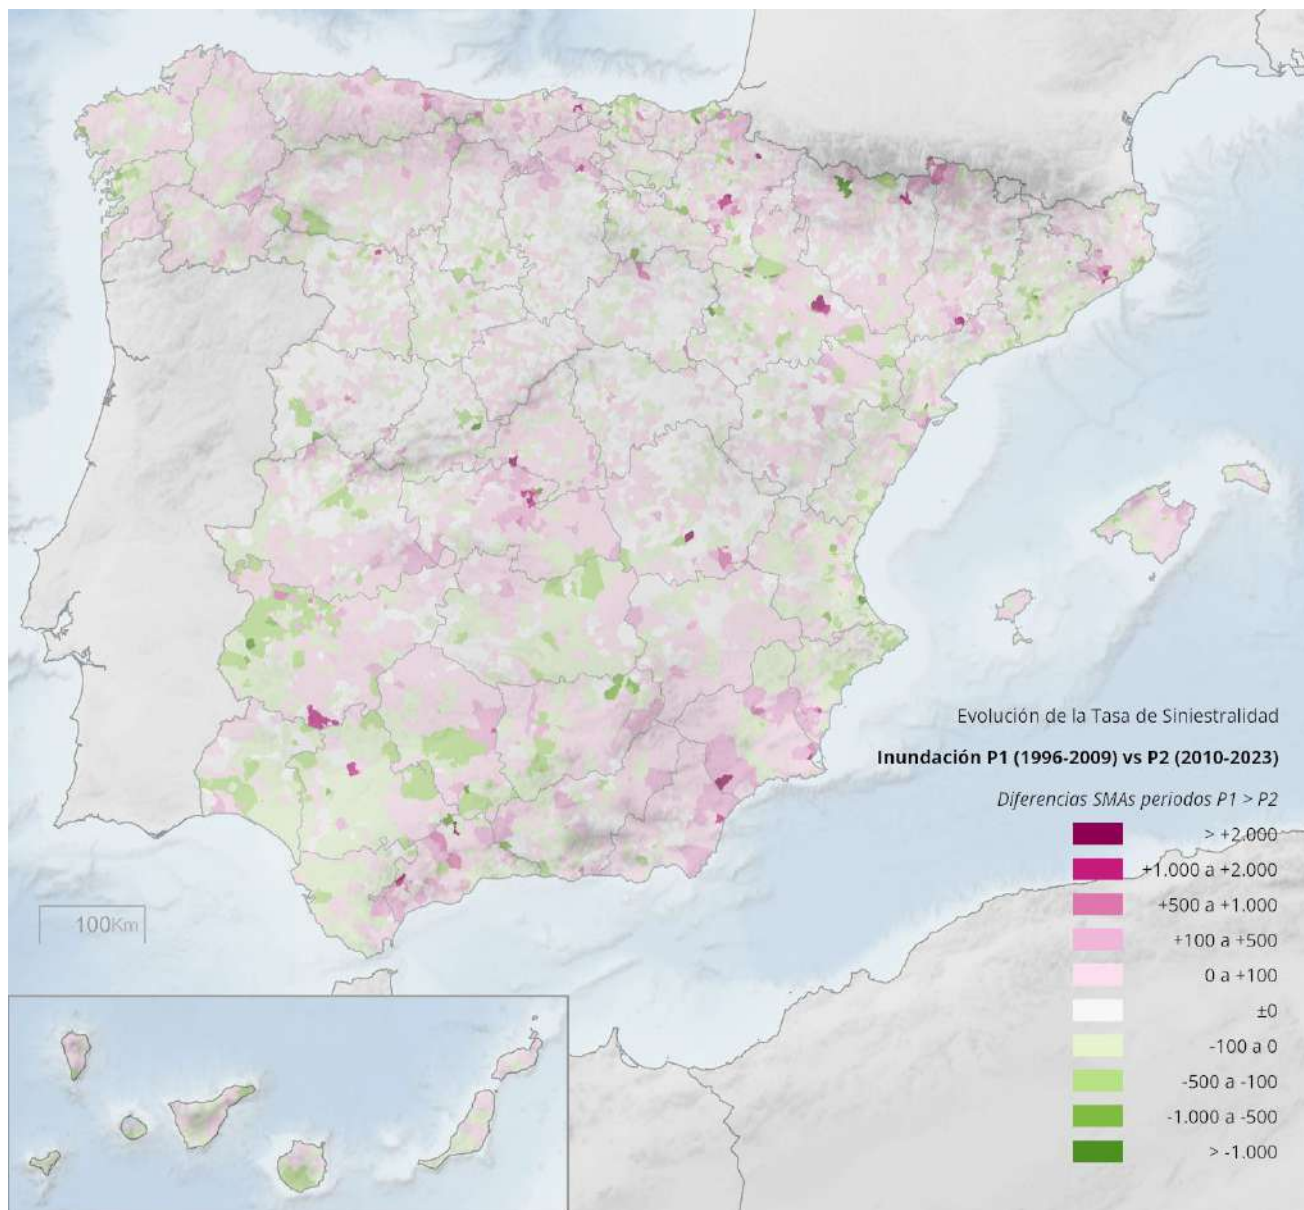 Evolución de la Tasa de Siniestralidad
Inundación P1 (1996-2009) vs P2 (2010-2023)
Diferencias SMAs periodos P1 > P2
> +2.000
+1.000 a +2.000
+500 a +1.000
+100 a +500
0 a +100
±0
-100 a 0
-500 a -100
-1.000 a -500
> -1.000
100Km